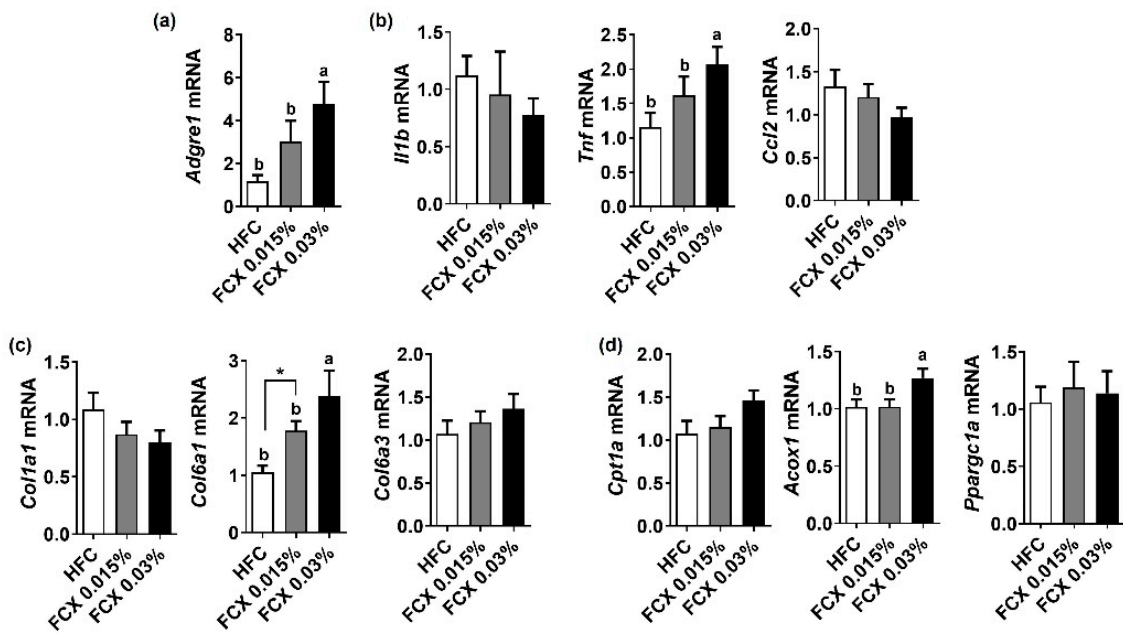 (a)
Adgre1 mRNA
8
6
4
2
0
b
b
a
HFC
FCX 0.015%
FCX 0.03%
(b)
Il1b mRNA
1.5
1.0
0.5
0.0
HFC
FCX 0.015%
FCX 0.03%
Tnf mRNA
2.5
2.0
1.5
1.0
0.5
0.0
b
b
a
HFC
FCX 0.015%
FCX 0.03%
Ccl2 mRNA
2.0
1.5
1.0
0.5
0.0
HFC
FCX 0.015%
FCX 0.03%
(c)
Col1a1 mRNA
1.5
1.0
0.5
0.0
HFC
FCX 0.015%
FCX 0.03%
Col6a1 mRNA
3
2
1
0
*
b
b
a
HFC
FCX 0.015%
FCX 0.03%
Col6a3 mRNA
2.0
1.5
1.0
0.5
0.0
HFC
FCX 0.015%
FCX 0.03%
(d)
Cpt1a mRNA
2.0
1.5
1.0
0.5
0.0
HFC
FCX 0.015%
FCX 0.03%
Acox1 mRNA
1.5
1.0
0.5
0.0
b
b
a
HFC
FCX 0.015%
FCX 0.03%
Ppargc1a mRNA
1.5
1.0
0.5
0.0
HFC
FCX 0.015%
FCX 0.03%